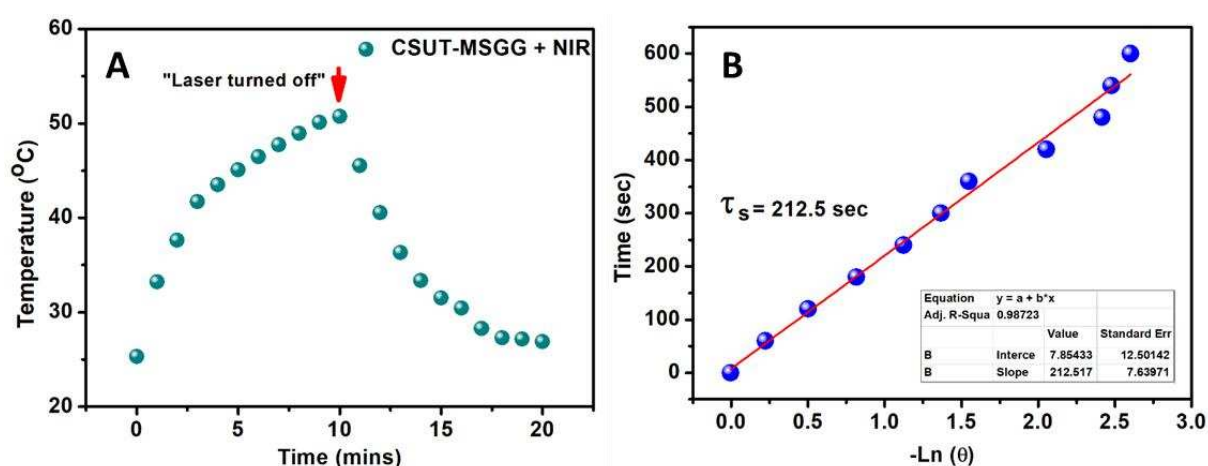 A
CSUT-MSGG + NIR
"Laser turned off"
Temperature (°C)
60
50
40
30
20
0
5
10
15
20
Time (mins)
B
τs = 212.5 sec
Time (sec)
600
500
400
300
200
100
0
Equation y = a + b*x
Adj. R-Squa 0.98723
Value Standard Err
B Interce 7.85433 12.50142
B Slope 212.517 7.63971
0.0
0.5
1.0
1.5
2.0
2.5
3.0
-Ln (θ)